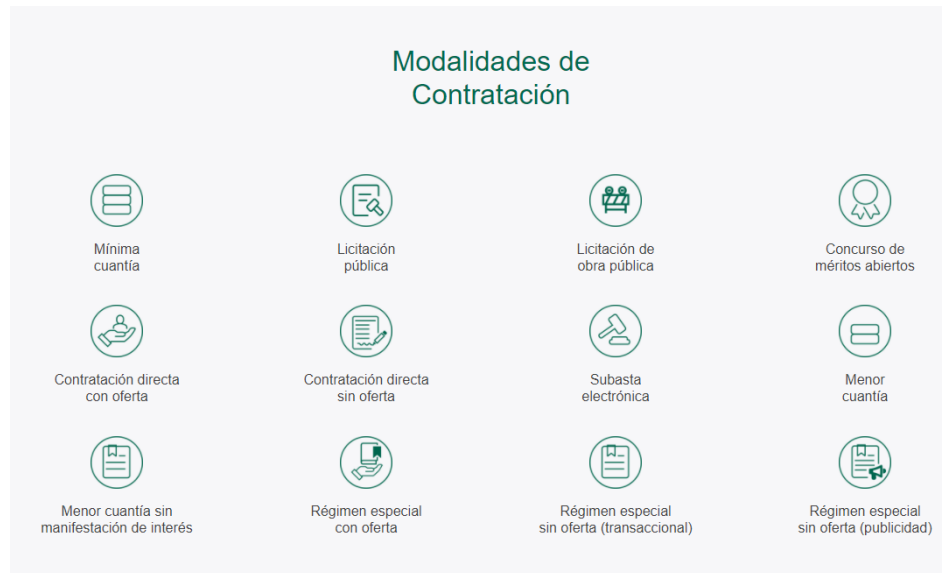 Modalidades de
Contratación
Mínima
cuantía
Licitación
pública
Licitación de
obra pública
Concurso de
méritos abiertos
Contratación directa
con oferta
Contratación directa
sin oferta
Subasta
electrónica
Menor
cuantía
Menor cuantía sin
manifestación de interés
Régimen especial
con oferta
Régimen especial
sin oferta (transaccional)
Régimen especial
sin oferta (publicidad)